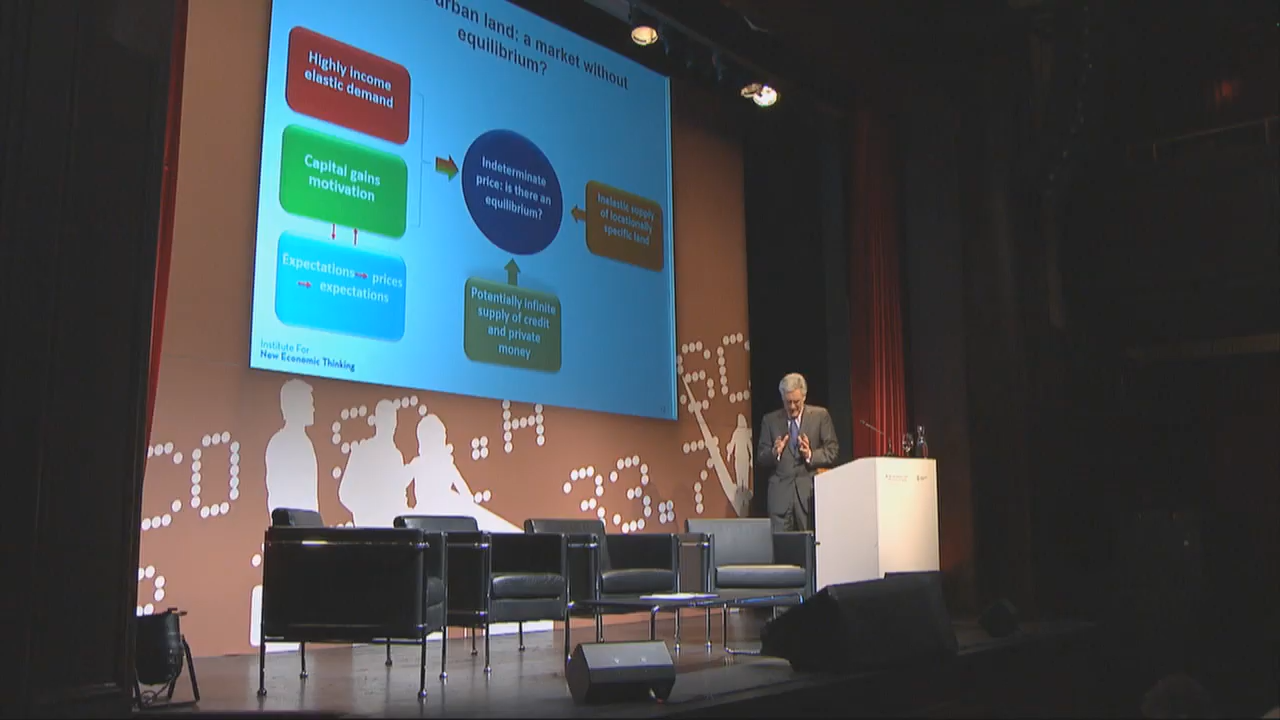 urban land: a market without
equilibrium?
Highly income
elastic demand
Capital gains
motivation
Expectations → prices
→ expectations
Indeterminate
price: is there an
equilibrium?
Inelastic supply
of locationally
specific land
Potentially infinite
supply of credit
and private
money
Institute For
New Economic Thinking